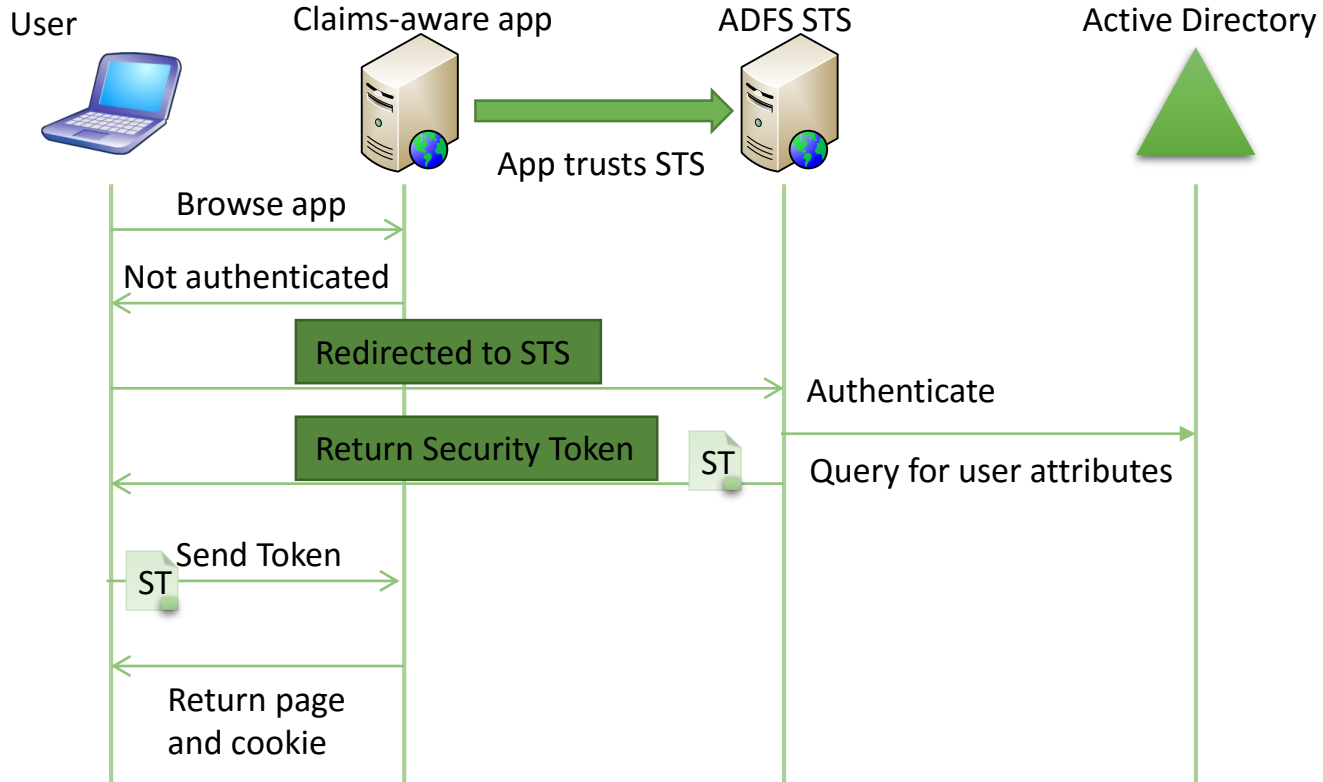 User
Claims-aware app
ADFS STS
Active Directory
App trusts STS
Browse app
Not authenticated
Redirected to STS
Authenticate
Return Security Token
ST
Query for user attributes
Send Token
ST
Return page
and cookie